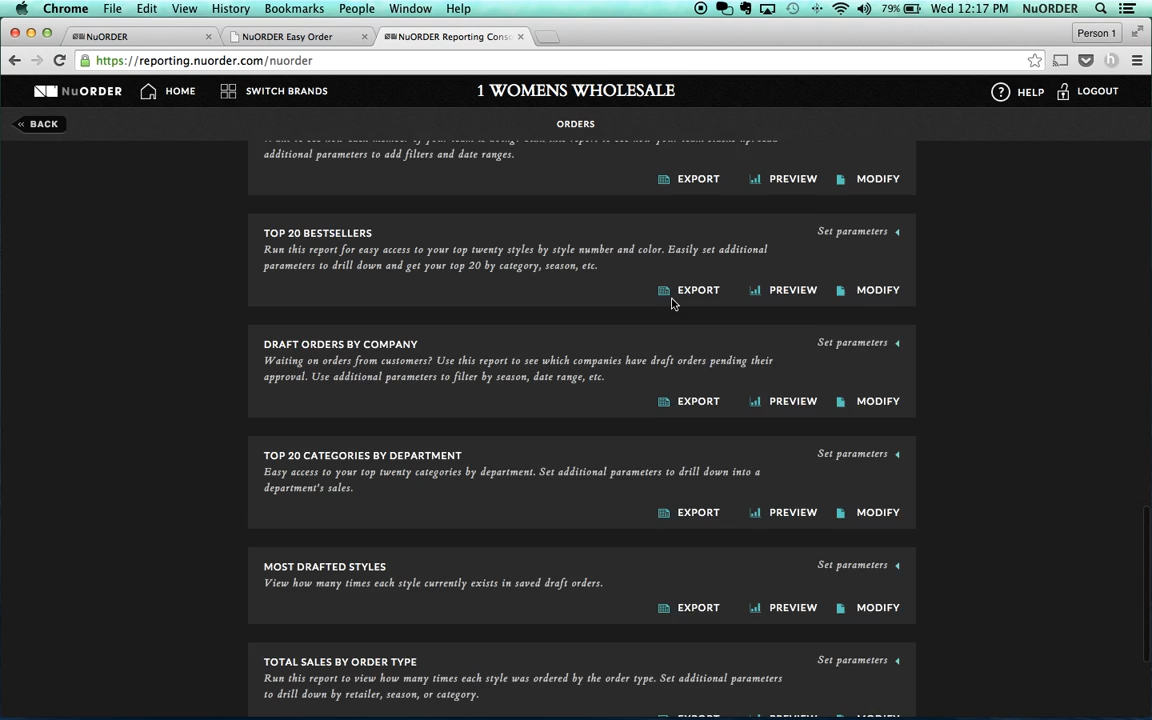 Chrome File Edit View History Bookmarks People Window Help 79% Wed 12:17 PM NuORDER
NuORDER NuORDER Easy Order NuORDER Reporting Conso Person 1
https://reporting.nuorder.com/nuorder
NuORDER HOME SWITCH BRANDS 1 WOMENS WHOLESALE HELP LOGOUT
BACK ORDERS
additional parameters to add filters and date ranges.
EXPORT PREVIEW MODIFY
TOP 20 BESTSELLERS Set parameters
Run this report for easy access to your top twenty styles by style number and color. Easily set additional
parameters to drill down and get your top 20 by category, season, etc.
EXPORT PREVIEW MODIFY
DRAFT ORDERS BY COMPANY Set parameters
Waiting on orders from customers? Use this report to see which companies have draft orders pending their
approval. Use additional parameters to filter by season, date range, etc.
EXPORT PREVIEW MODIFY
TOP 20 CATEGORIES BY DEPARTMENT Set parameters
Easy access to your top twenty categories by department. Set additional parameters to drill down into a
department's sales.
EXPORT PREVIEW MODIFY
MOST DRAFTED STYLES Set parameters
View how many times each style currently exists in saved draft orders.
EXPORT PREVIEW MODIFY
TOTAL SALES BY ORDER TYPE Set parameters
Run this report to view how many times each style was ordered by the order type. Set additional parameters
to drill down by retailer, season, or category.
EXPORT PREVIEW MODIFY